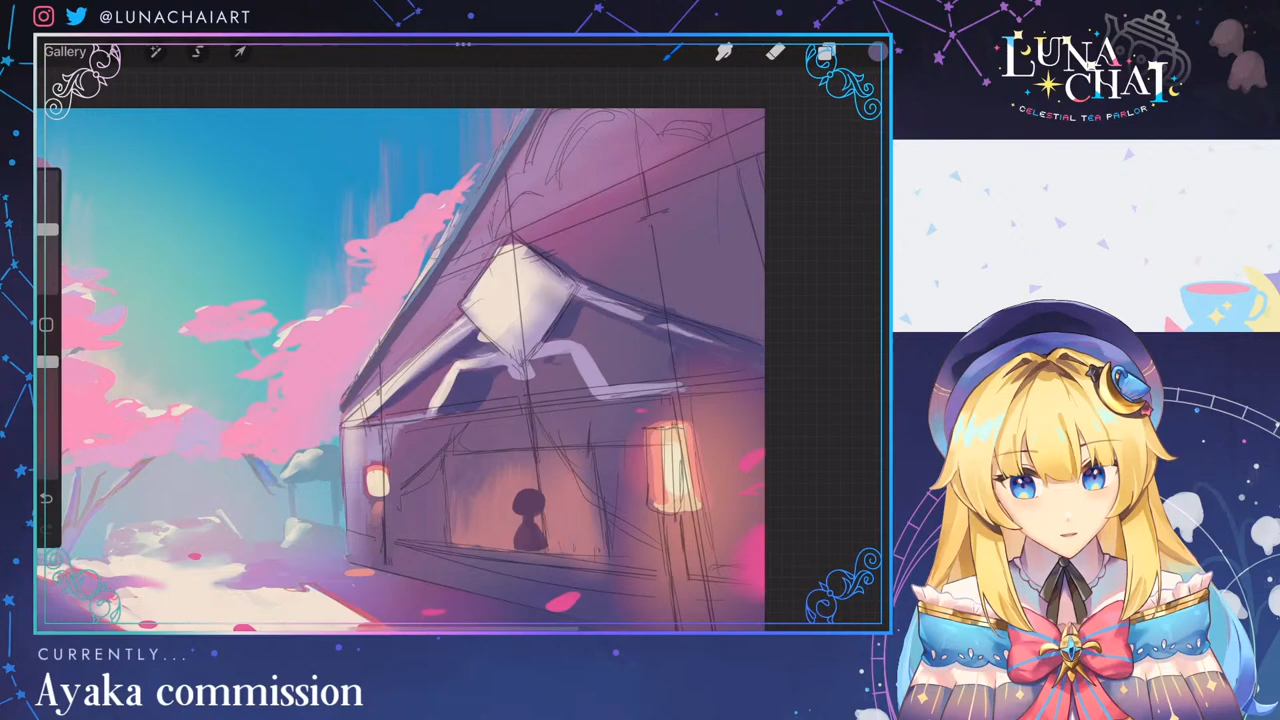 @LUNACHAIART
Gallery
LUNA
CHAI
CELESTIAL TEA PARLOR
CURRENTLY...
Ayaka commission